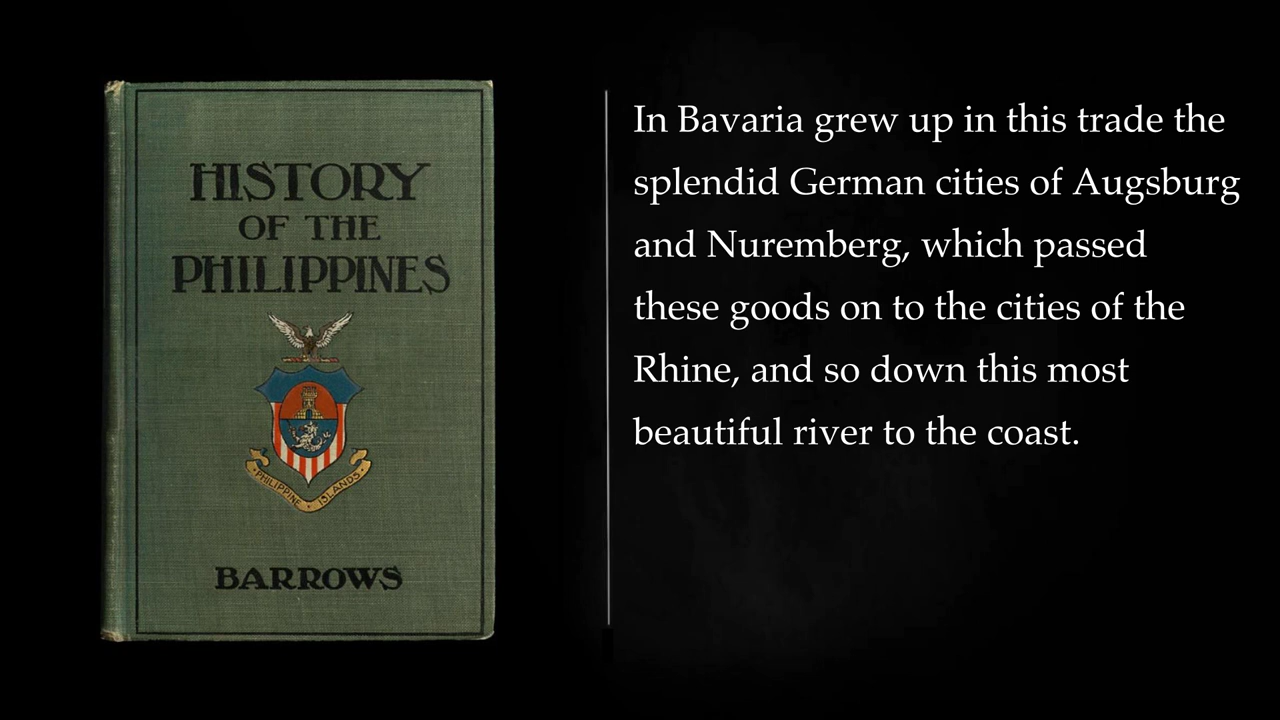 HISTORY
OF THE
PHILIPPINES
PHILIPPINE ISLANDS
BARROWS
In Bavaria grew up in this trade the
splendid German cities of Augsburg
and Nuremberg, which passed
these goods on to the cities of the
Rhine, and so down this most
beautiful river to the coast.